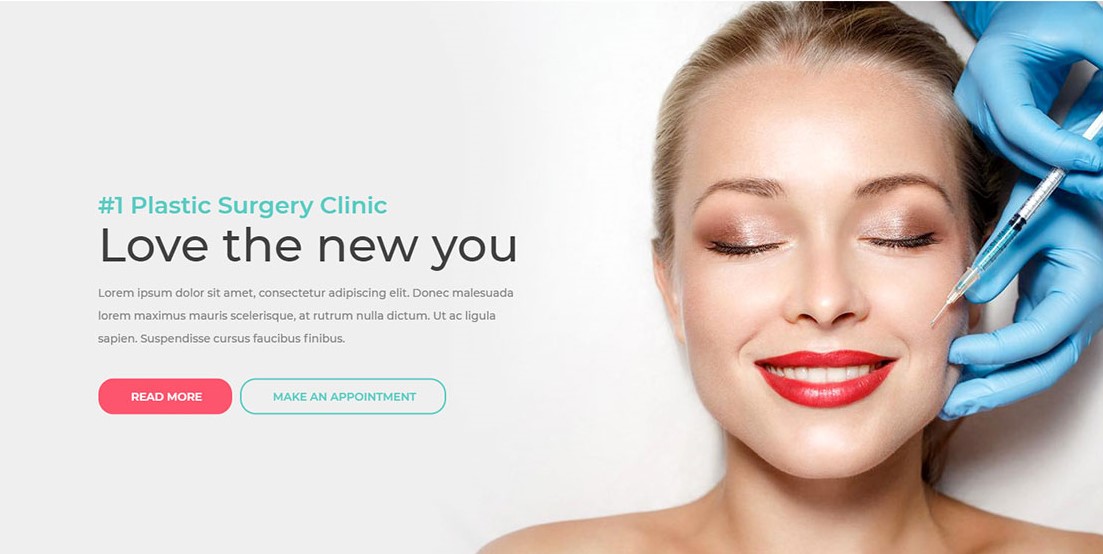 #1 Plastic Surgery Clinic
Love the new you
Lorem ipsum dolor sit amet, consectetur adipiscing elit. Donec malesuada
lorem maximus mauris scelerisque, at rutrum nulla dictum. Ut ac ligula
sapien. Suspendisse cursus faucibus finibus.
READ MORE MAKE AN APPOINTMENT